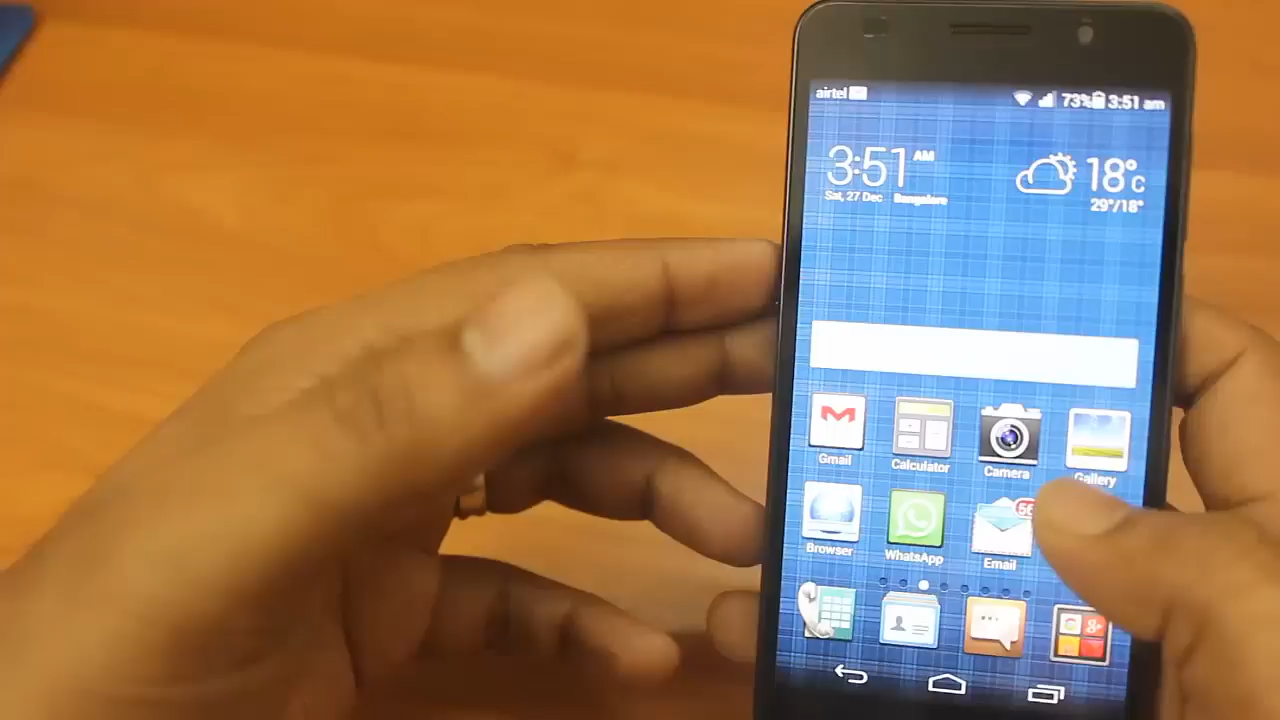 airtel 73% 3:51 am
3:51 AM 18°C
Sat, 27 Dec Bangalore 29°/18°
Gmail Calculator Camera Gallery
56
Browser WhatsApp Email
g+